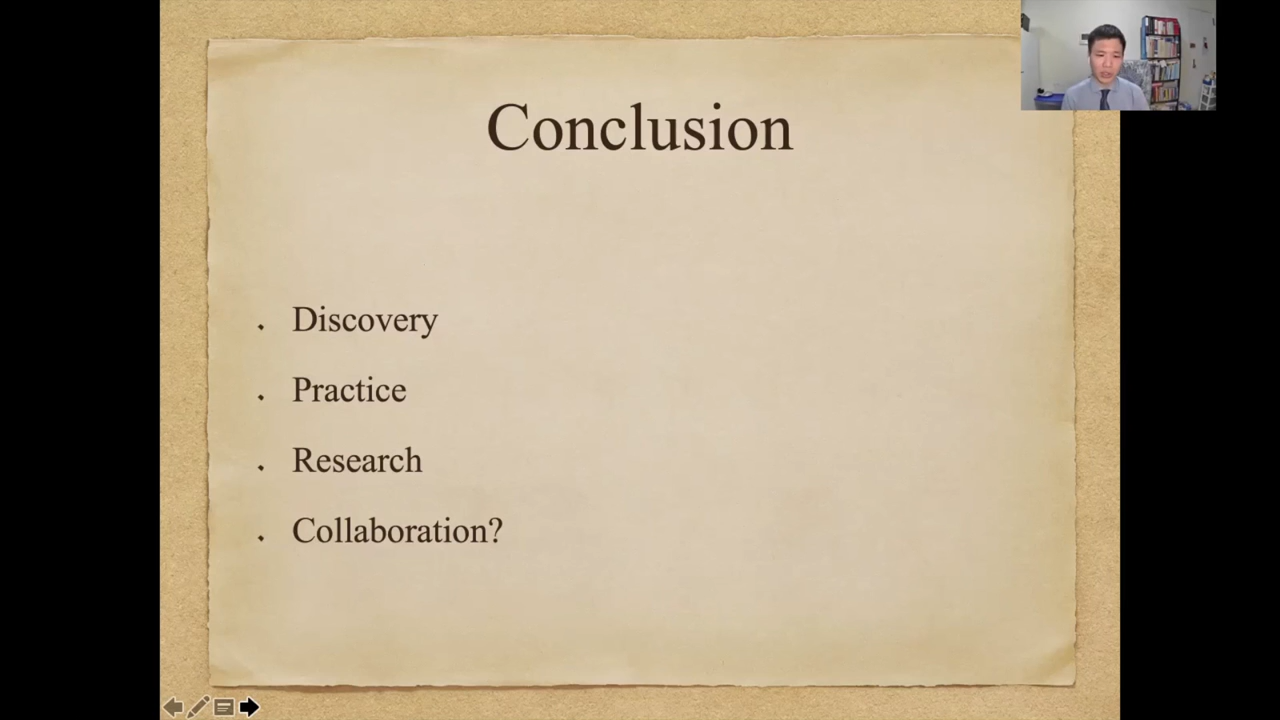 Conclusion
Discovery
Practice
Research
Collaboration?